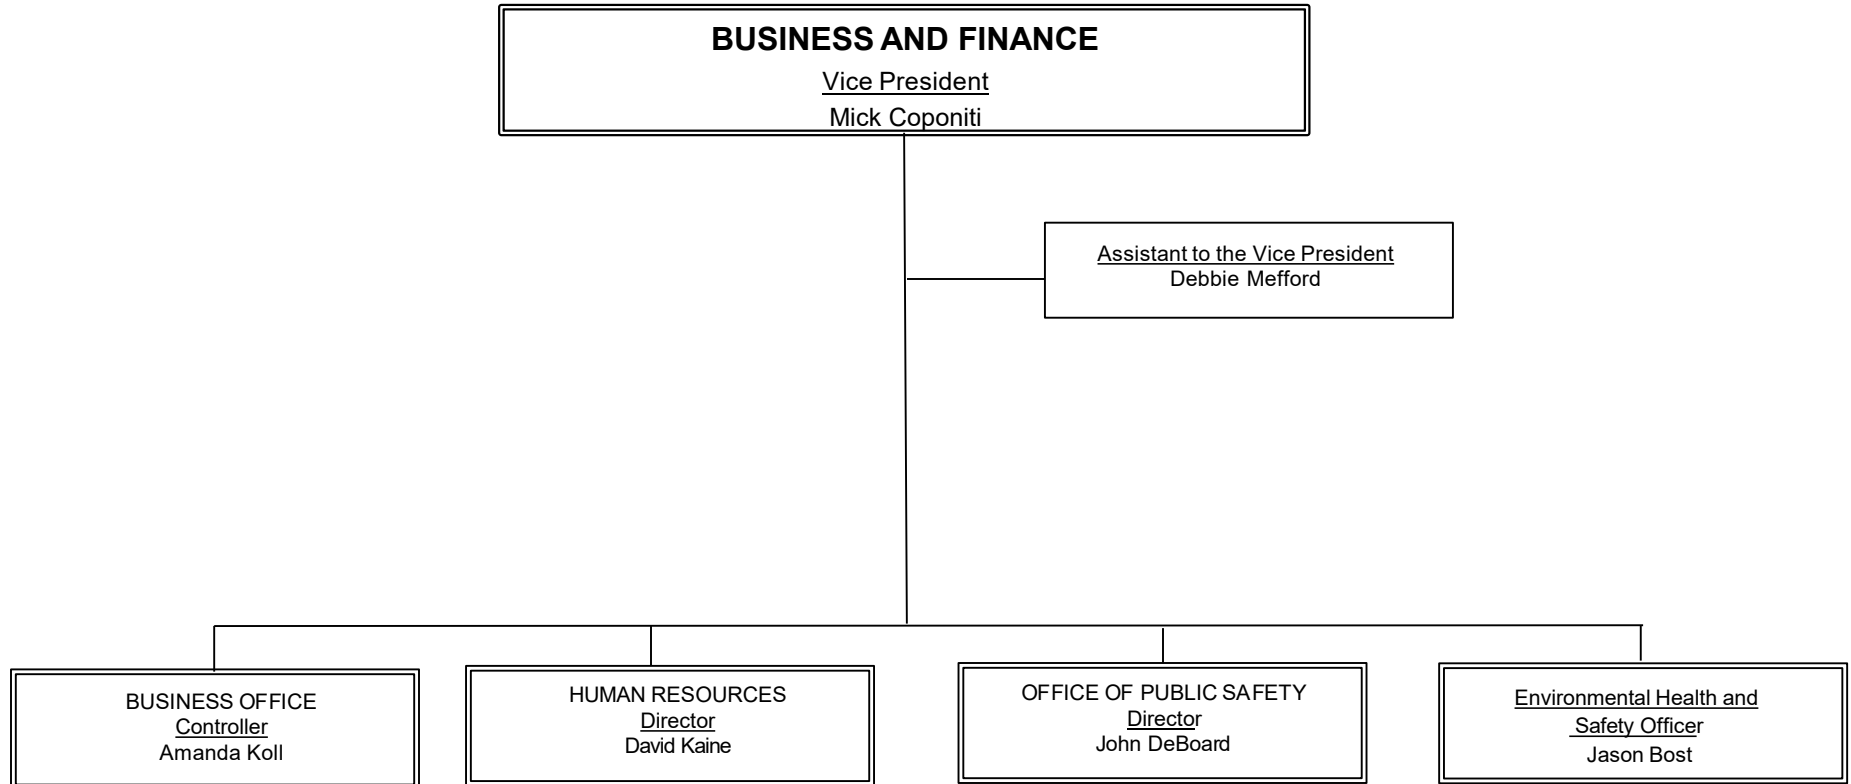 BUSINESS AND FINANCE
Vice President
Mick Coponiti
Assistant to the Vice President
Debbie Mefford
BUSINESS OFFICE
Controller
Amanda Koll
HUMAN RESOURCES
Director
David Kaine
OFFICE OF PUBLIC SAFETY
Director
John DeBoard
Environmental Health and
Safety Officer
Jason Bost